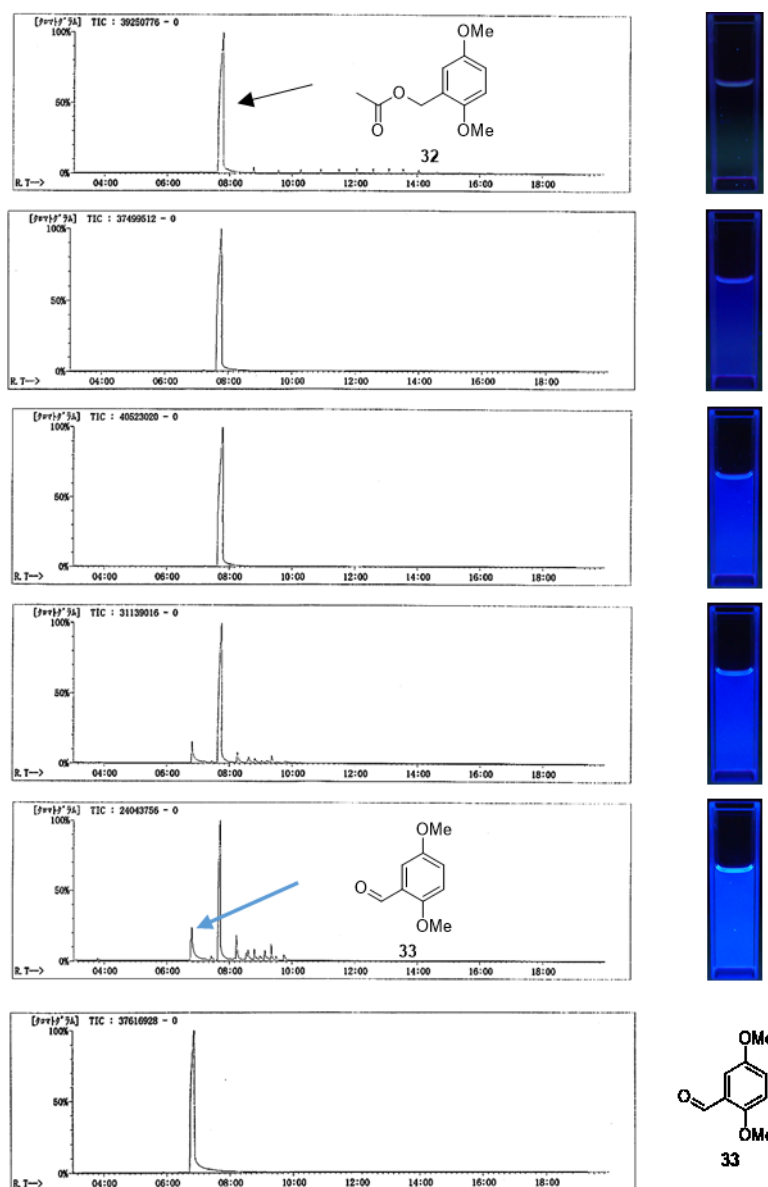 [ｸﾛﾏﾄｸﾞﾗﾑ] TIC : 39250776 - 0
100%
50%
0%
R.T-->
04:00 06:00 08:00 10:00 12:00 14:00 16:00 18:00
OMe
O
O
OMe
32
[ｸﾛﾏﾄｸﾞﾗﾑ] TIC : 37499512 - 0
100%
50%
0%
R.T-->
04:00 06:00 08:00 10:00 12:00 14:00 16:00 18:00
[ｸﾛﾏﾄｸﾞﾗﾑ] TIC : 40523020 - 0
100%
50%
0%
R.T-->
04:00 06:00 08:00 10:00 12:00 14:00 16:00 18:00
[ｸﾛﾏﾄｸﾞﾗﾑ] TIC : 31139016 - 0
100%
50%
0%
R.T-->
04:00 06:00 08:00 10:00 12:00 14:00 16:00 18:00
[ｸﾛﾏﾄｸﾞﾗﾑ] TIC : 24043756 - 0
100%
50%
0%
R.T-->
04:00 06:00 08:00 10:00 12:00 14:00 16:00 18:00
OMe
O
OMe
33
[ｸﾛﾏﾄｸﾞﾗﾑ] TIC : 37616928 - 0
100%
50%
0%
R.T-->
04:00 06:00 08:00 10:00 12:00 14:00 16:00 18:00
OMe
O
OMe
33